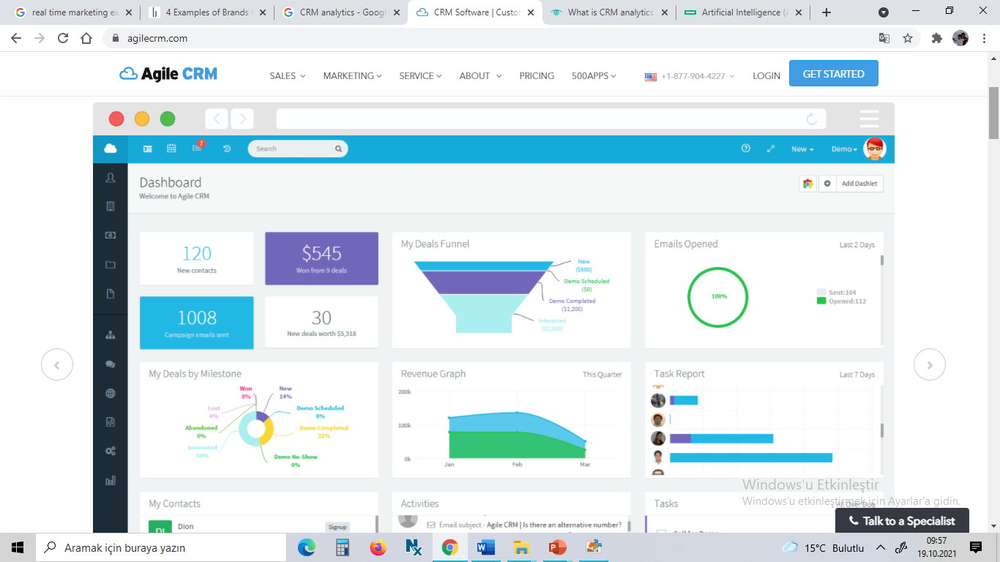 real time marketing ex
4 Examples of Brands
CRM analytics - Googl
CRM Software | Custor
What is CRM analytics
Artificial Intelligence (A
agilecrm.com
Agile CRM
SALES
MARKETING
SERVICE
ABOUT
PRICING
500APPS
+1-877-904-4227
LOGIN
GET STARTED
7
Search
New
Demo
Dashboard
Welcome to Agile CRM
Add Dashlet
120
New contacts
$545
Won from 9 deals
1008
Campaign emails sent
30
New deals worth $5,318
My Deals Funnel
New
($600)
Demo Scheduled
($0)
Demo Completed
($1,200)
Interested
($2,000)
Emails Opened
Last 2 Days
100%
Sent:104
Opened:112
My Deals by Milestone
Won
0%
New
14%
Lost
0%
Demo Scheduled
0%
Abandoned
0%
Demo Completed
32%
Interested
54%
Demo No-Show
0%
Revenue Graph
This Quarter
200k
100k
0k
Jan
Feb
Mar
Task Report
Last 7 Days
My Contacts
Dion
Signup
Activities
Email subject - Agile CRM | Is there an alternative number?
Tasks
All Over Due
Call for Demo
Windows'u Etkinleştir
Windows'u etkinleştirmek için Ayarlar'a gidin.
Talk to a Specialist
Aramak için buraya yazın
15°C Bulutlu
09:57
19.10.2021